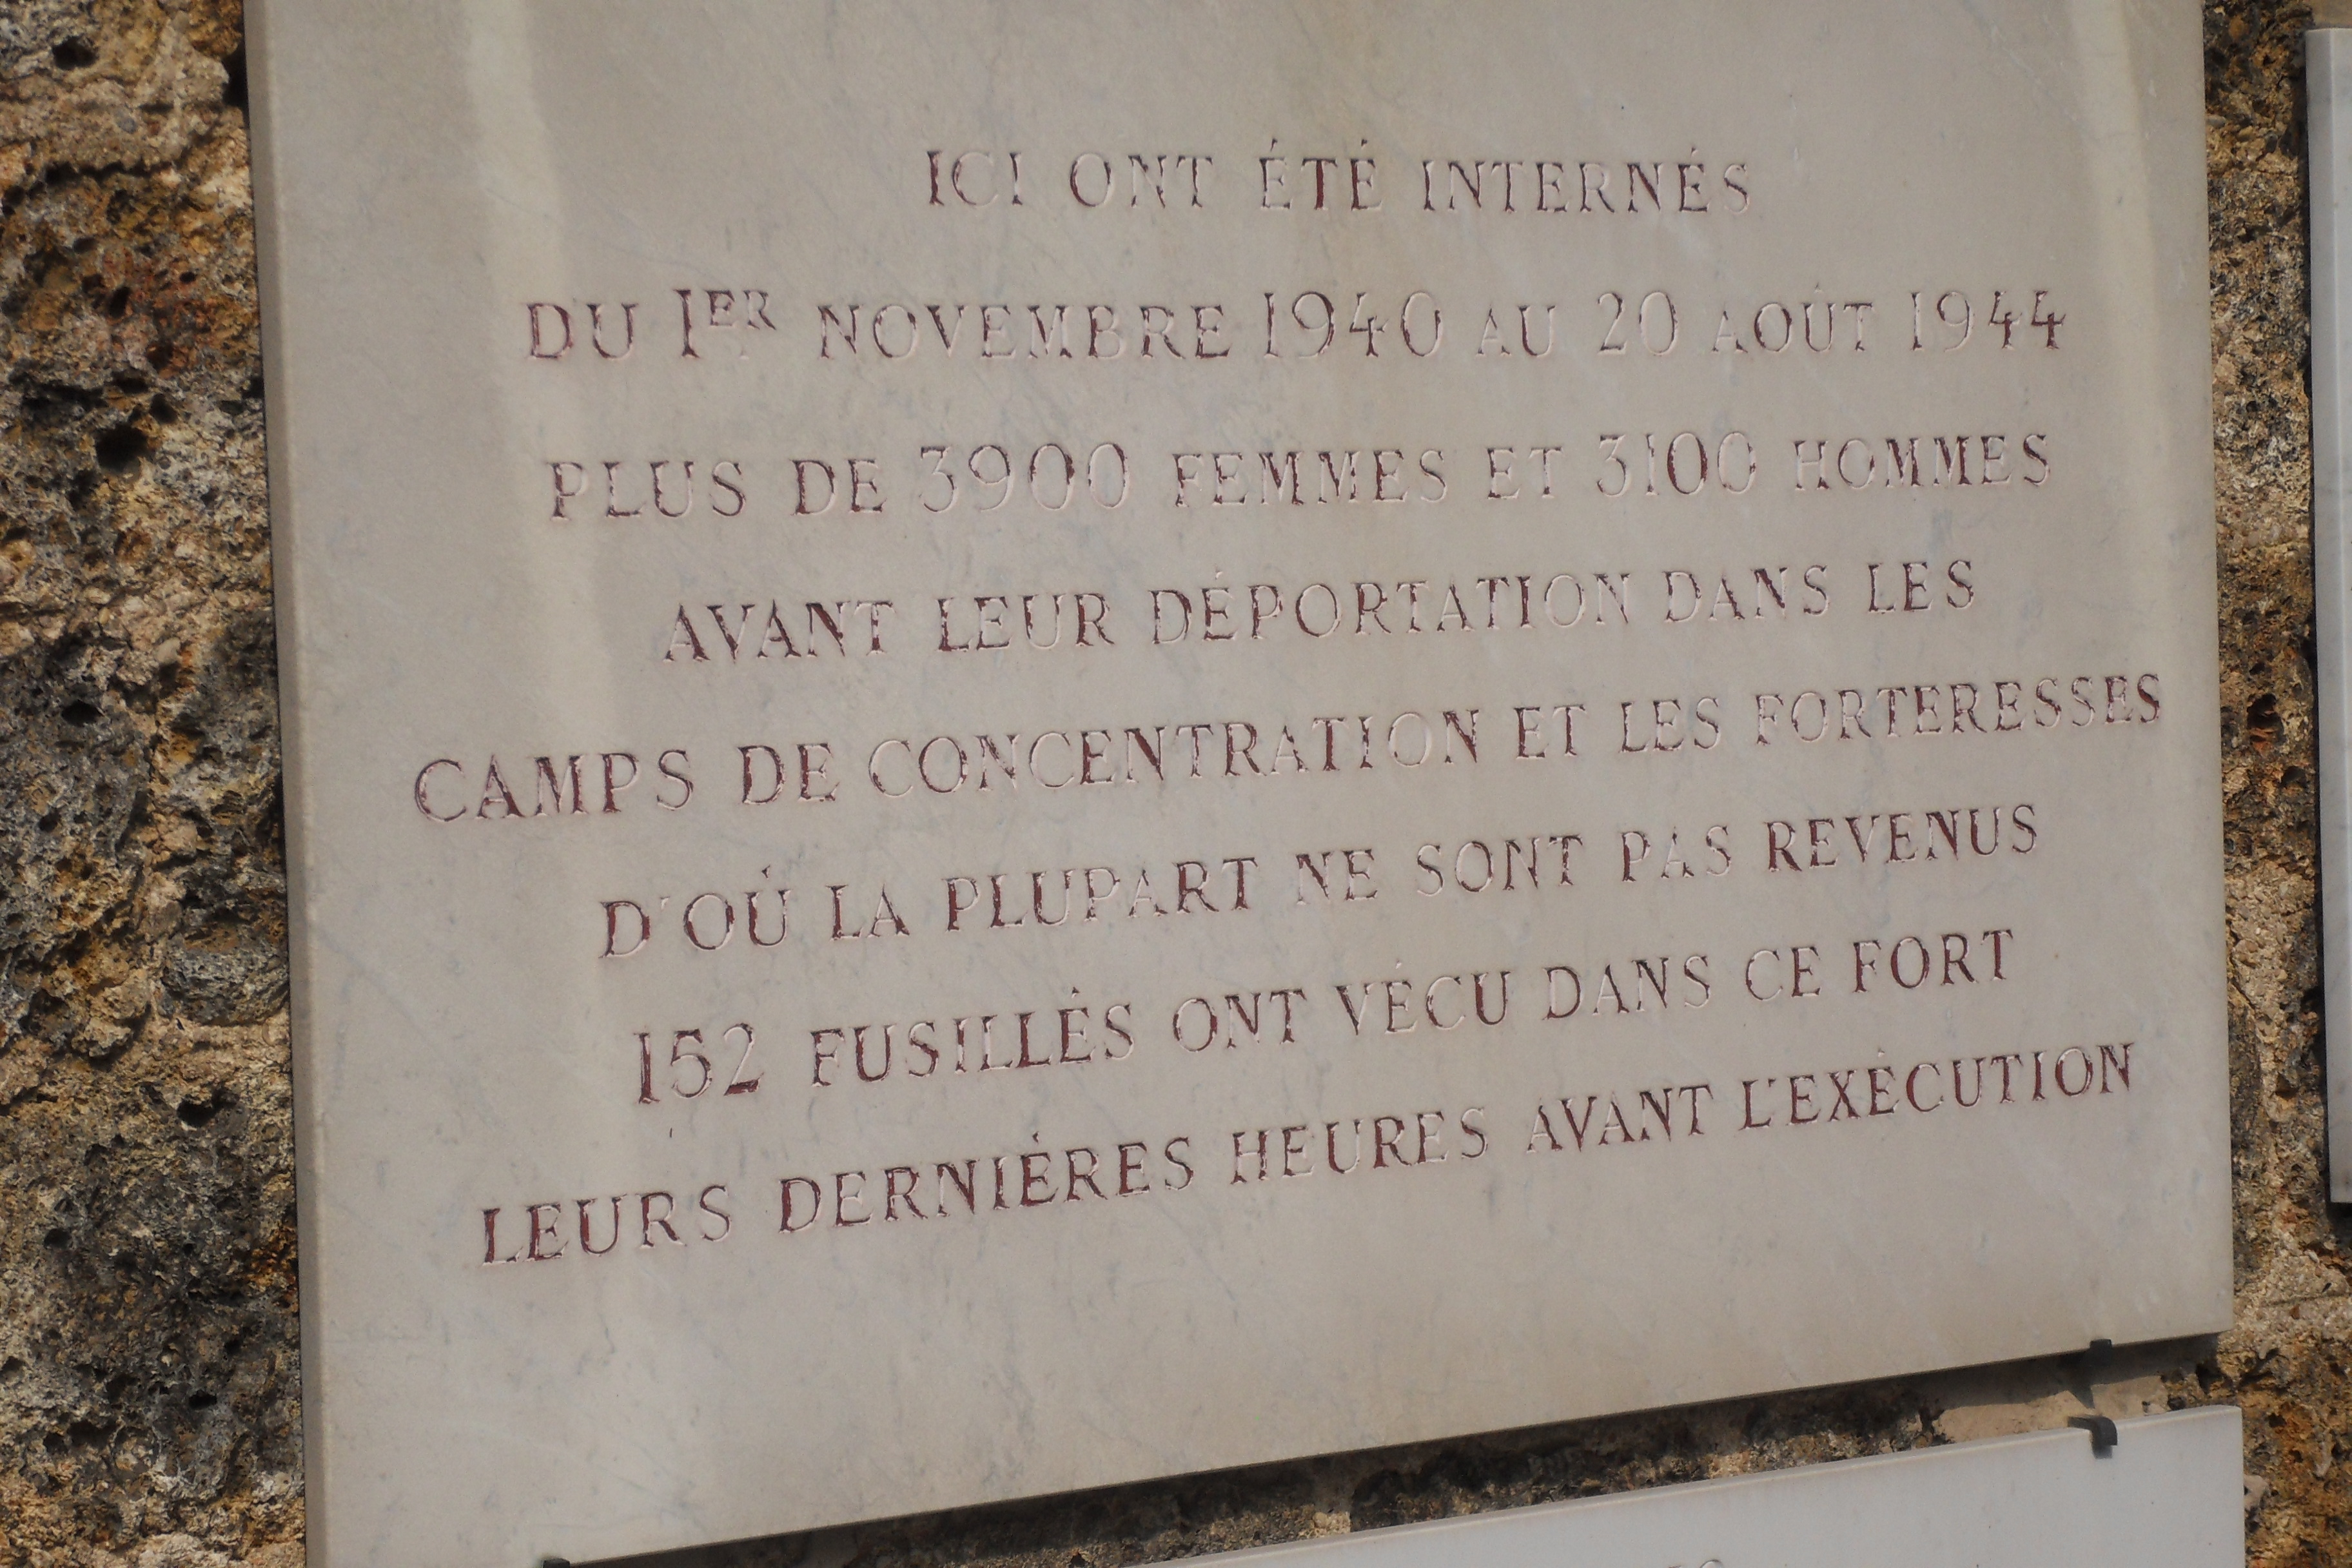 ICI ONT ÉTÉ INTERNÉS
DU 1ER NOVEMBRE 1940 AU 20 AOÛT 1944
PLUS DE 3900 FEMMES ET 3100 HOMMES
AVANT LEUR DÉPORTATION DANS LES
CAMPS DE CONCENTRATION ET LES FORTERESSES
D'OÙ LA PLUPART NE SONT PAS REVENUS
152 FUSILLÉS ONT VÉCU DANS CE FORT
LEURS DERNIÈRES HEURES AVANT L'EXÉCUTION